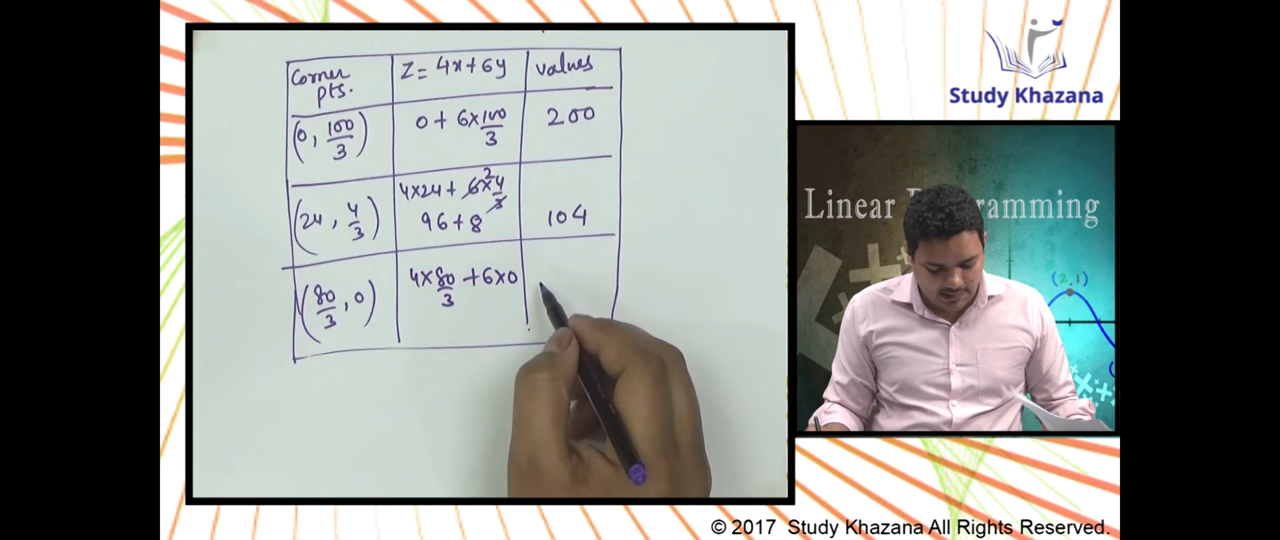 Corner pts.
Z = 4x+6y
values
(0, 100/3)
0 + 6×100/3
200
(24, 4/3)
4×24 + 6×4/3
2
96+8
104
(80/3, 0)
4×80/3 +6×0
Study Khazana
Linear Programming
(2,1)
© 2017 Study Khazana All Rights Reserved.